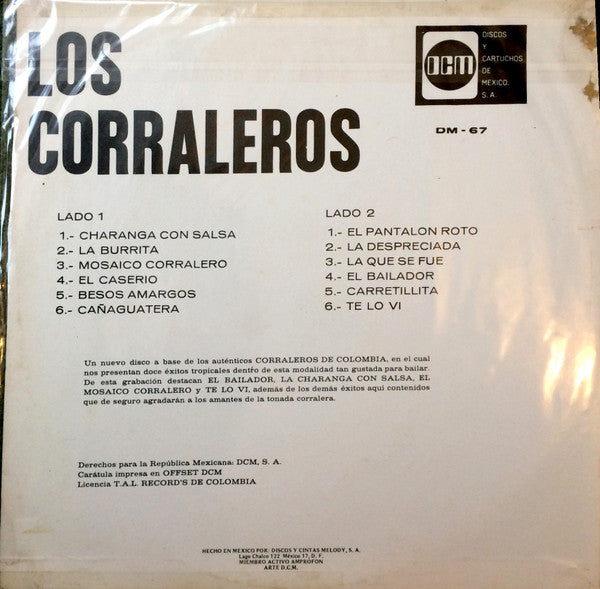 LOS
CORRALEROS
DCM
DISCOS
Y
CARTUCHOS
DE
MEXICO,
S. A.
DM - 67
LADO 1
1.- CHARANGA CON SALSA
2.- LA BURRITA
3.- MOSAICO CORRALERO
4.- EL CASERIO
5.- BESOS AMARGOS
6.- CAÑAGUATERA
LADO 2
1.- EL PANTALON ROTO
2.- LA DESPRECIADA
3.- LA QUE SE FUE
4.- EL BAILADOR
5.- CARRETILLITA
6.- TE LO VI
Un nuevo disco a base de los auténticos CORRALEROS DE COLOMBIA, en el cual
nos presentan doce éxitos tropicales dentro de esta modalidad tan gustada para bailar.
De esta grabación destacan EL BAILADOR, LA CHARANGA CON SALSA, EL
MOSAICO CORRALERO y TE LO VI, además de los demás éxitos aquí contenidos
que de seguro agradarán a los amantes de la tonada corralera.
Derechos para la República Mexicana: DCM, S. A.
Carátula impresa en OFFSET DCM
Licencia T.A.L. RECORD'S DE COLOMBIA
HECHO EN MEXICO POR: DISCOS Y CINTAS MELODY, S. A.
Lago Chalco 122 México 17, D. F.
MIEMBRO ACTIVO AMPROFON
ARTE D.C.M.